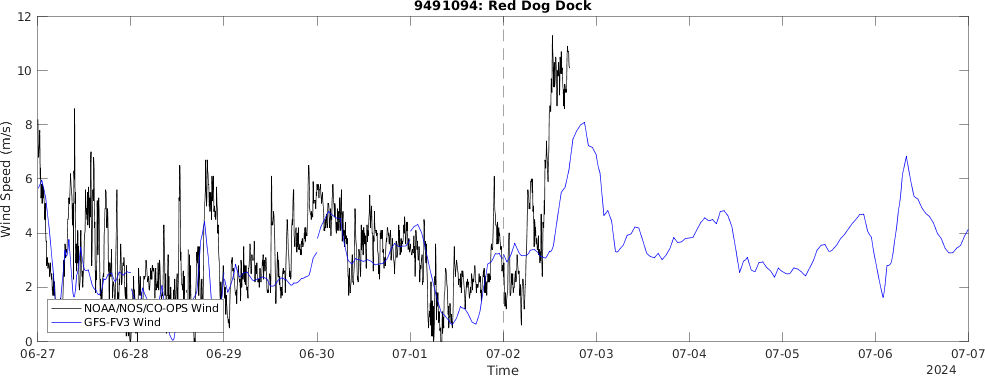 9491094: Red Dog Dock
12
10
8
6
4
2
0
Wind Speed (m/s)
NOAA/NOS/CO-OPS Wind
GFS-FV3 Wind
06-27 06-28 06-29 06-30 07-01 07-02 07-03 07-04 07-05 07-06 07-07
Time
2024